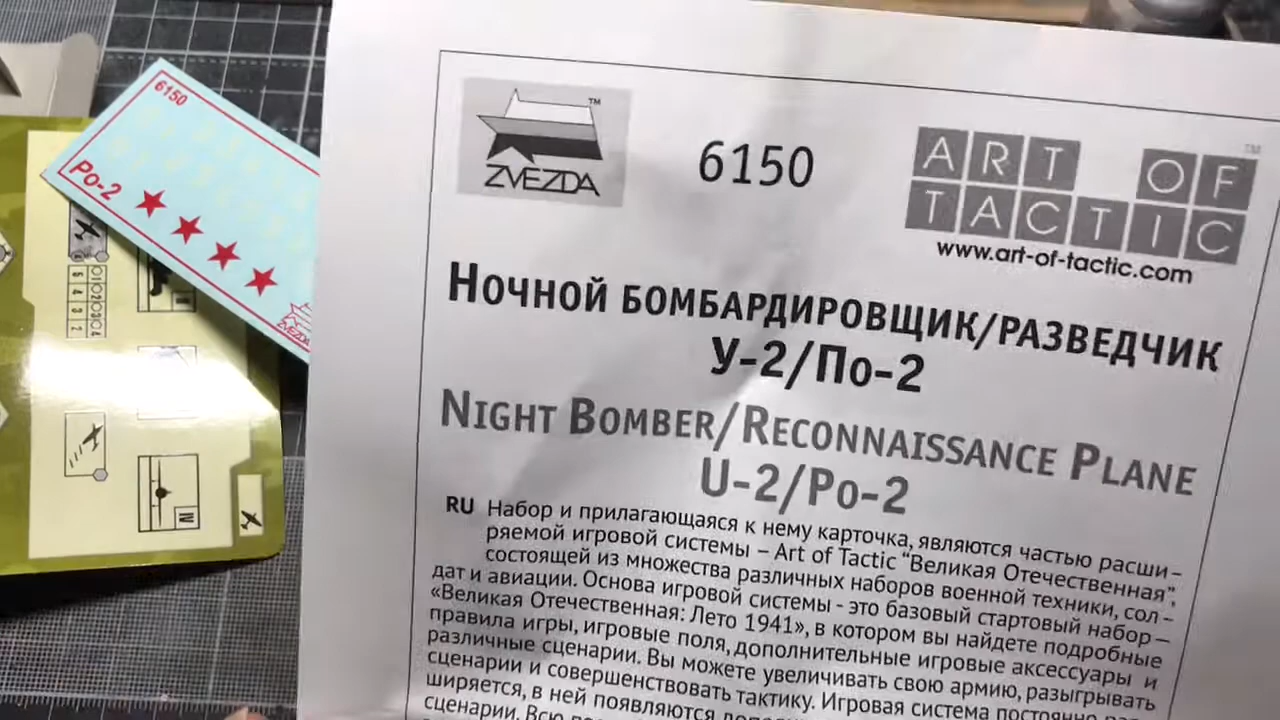 6150
Po-2
ZVEZDA
ZVEZDA
™
6150
ART OF
TACTIC
™
www.art-of-tactic.com
Ночной бомбардировщик/разведчик
У-2/По-2
Night Bomber/Reconnaissance Plane
U-2/Po-2
RU Набор и прилагающаяся к нему карточка, являются частью расши-
ряемой игровой системы – Art of Tactic “Великая Отечественная”,
состоящей из множества различных наборов военной техники, сол-
дат и авиации. Основа игровой системы - это базовый стартовый набор –
«Великая Отечественная: Лето 1941», в котором вы найдете подробные
правила игры, игровые поля, дополнительные игровые аксессуары и
различные сценарии. Вы можете увеличивать свою армию, разыгрывать
сценарии и совершенствовать тактику. Игровая система постоянно
ширяется, в ней появляются
сценарии.